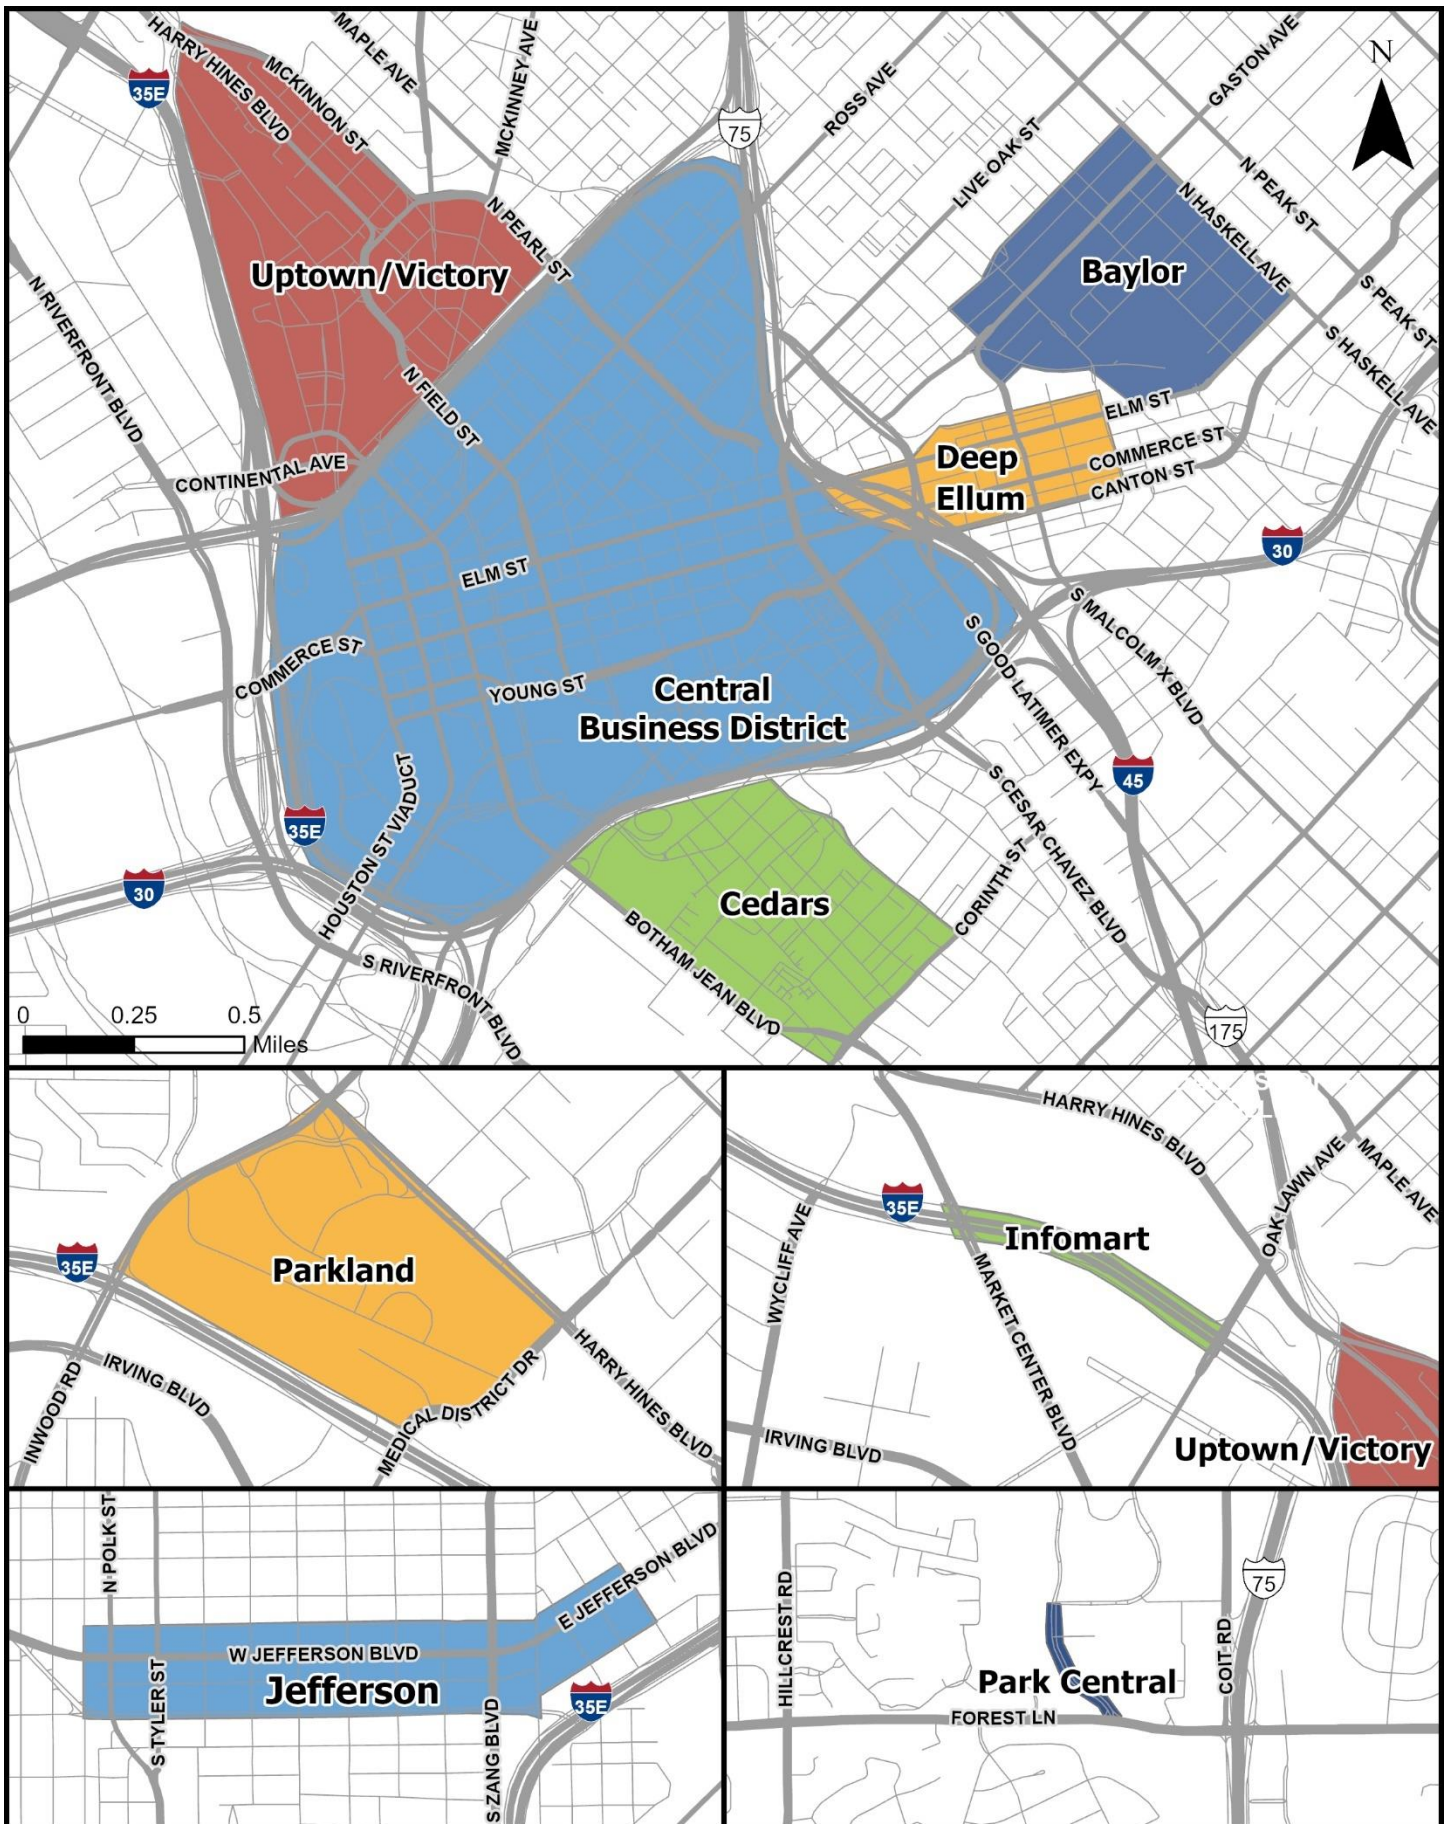 HARRY HINES BLVD
MAPLE AVE
MCKINNEY AVE
MCKINNON ST
35E
75
ROSS AVE
GASTON AVE
N
LIVE OAK ST
N PEAK ST
N HASKELL AVE
N PEARL ST
Uptown/Victory
Baylor
N RIVERFRONT BLVD
S PEAK ST
S HASKELL AVE
N FIELD ST
CONTINENTAL AVE
ELM ST
COMMERCE ST
CANTON ST
Deep
Ellum
30
ELM ST
S MALCOLM X BLVD
S GOOD LATIMER EXPY
COMMERCE ST
YOUNG ST
Central
Business District
45
HOUSTON ST VIADUCT
35E
30
S CESAR CHAVEZ BLVD
CORINTH ST
Cedars
BOTHAM JEAN BLVD
S RIVERFRONT BLVD
175
0 0.25 0.5
Miles
Parkland
35E
INWOOD RD
IRVING BLVD
MEDICAL DISTRICT DR
HARRY HINES BLVD
HARRY HINES BLVD
OAK LAWN AVE
MAPLE AVE
35E
Infomart
WYCLIFF AVE
MARKET CENTER BLVD
IRVING BLVD
Uptown/Victory
N POLK ST
E JEFFERSON BLVD
W JEFFERSON BLVD
Jefferson
S TYLER ST
S ZANG BLVD
35E
75
HILLCREST RD
COIT RD
Park Central
FOREST LN